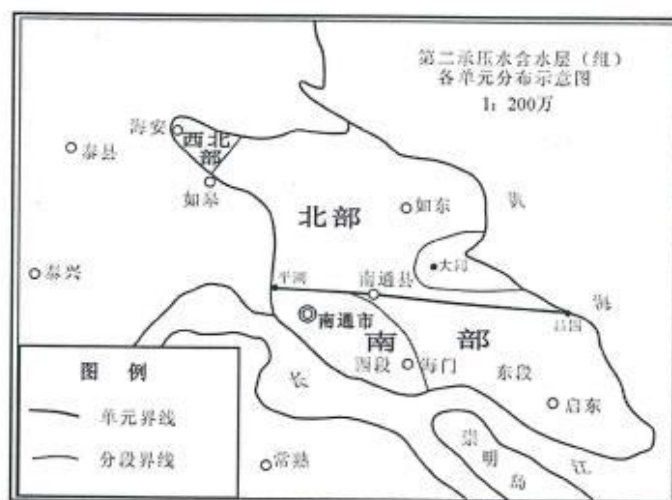 第二承压水含水层（组）
各单元分布示意图
1：200万
海安
西北部
泰县
如皋
北部
如东
黄
海
大同
泰兴
平潮
南通县
吕四
南通市
南部
西段
海门
东段
启东
长
江
崇明岛
常熟
图 例
单元界线
分段界线